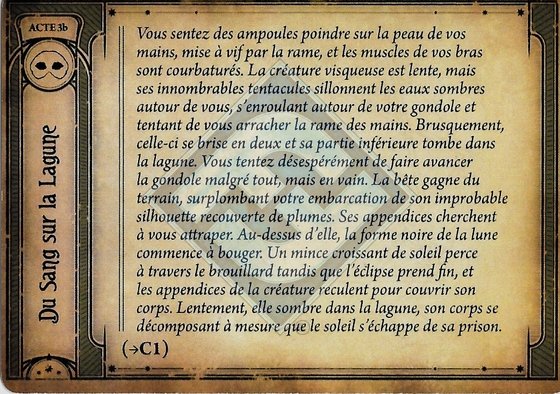 ACTE 3b
Du Sang sur la Lagune
Vous sentez des ampoules poindre sur la peau de vos
mains, mise à vif par la rame, et les muscles de vos bras
sont courbaturés. La créature visqueuse est lente, mais
ses innombrables tentacules sillonnent les eaux sombres
autour de vous, s'enroulant autour de votre gondole et
tentant de vous arracher la rame des mains. Brusquement,
celle-ci se brise en deux et sa partie inférieure tombe dans
la lagune. Vous tentez désespérément de faire avancer
la gondole malgré tout, mais en vain. La bête gagne du
terrain, surplombant votre embarcation de son improbable
silhouette recouverte de plumes. Ses appendices cherchent
à vous attraper. Au-dessus d'elle, la forme noire de la lune
commence à bouger. Un mince croissant de soleil perce
à travers le brouillard tandis que l'éclipse prend fin, et
les appendices de la créature reculent pour couvrir son
corps. Lentement, elle sombre dans la lagune, son corps se
décomposant à mesure que le soleil s'échappe de sa prison.
(→C1)